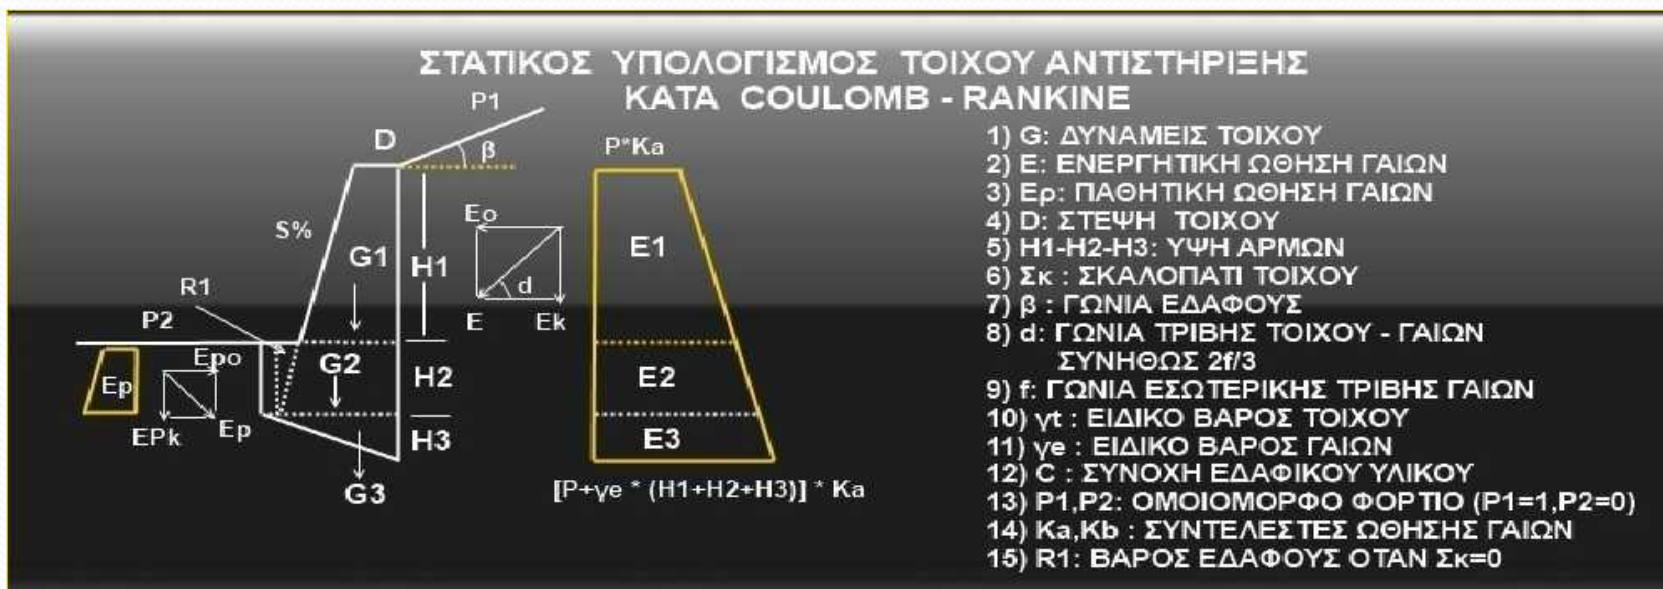 ΣΤΑΤΙΚΟΣ ΥΠΟΛΟΓΙΣΜΟΣ ΤΟΙΧΟΥ ΑΝΤΙΣΤΗΡΙΞΗΣ
ΚΑΤΑ COULOMB - RANKINE
P1
D
β
S%
G1
H1
R1
P2
G2
H2
H3
G3
Epo
Ep
EPk
Ep
Eo
d
E
Ek
P*Ka
E1
E2
E3
[P+γe * (H1+H2+H3)] * Ka
1) G: ΔΥΝΑΜΕΙΣ ΤΟΙΧΟΥ
2) E: ΕΝΕΡΓΗΤΙΚΗ ΩΘΗΣΗ ΓΑΙΩΝ
3) Ep: ΠΑΘΗΤΙΚΗ ΩΘΗΣΗ ΓΑΙΩΝ
4) D: ΣΤΕΨΗ ΤΟΙΧΟΥ
5) H1-H2-H3: ΥΨΗ ΑΡΜΩΝ
6) Σκ : ΣΚΑΛΟΠΑΤΙ ΤΟΙΧΟΥ
7) β : ΓΩΝΙΑ ΕΔΑΦΟΥΣ
8) d: ΓΩΝΙΑ ΤΡΙΒΗΣ ΤΟΙΧΟΥ - ΓΑΙΩΝ
ΣΥΝΗΘΩΣ 2f/3
9) f: ΓΩΝΙΑ ΕΣΩΤΕΡΙΚΗΣ ΤΡΙΒΗΣ ΓΑΙΩΝ
10) γt : ΕΙΔΙΚΟ ΒΑΡΟΣ ΤΟΙΧΟΥ
11) γe : ΕΙΔΙΚΟ ΒΑΡΟΣ ΓΑΙΩΝ
12) C : ΣΥΝΟΧΗ ΕΔΑΦΙΚΟΥ ΥΛΙΚΟΥ
13) P1,P2: ΟΜΟΙΟΜΟΡΦΟ ΦΟΡΤΙΟ (P1=1,P2=0)
14) Ka,Kb : ΣΥΝΤΕΛΕΣΤΕΣ ΩΘΗΣΗΣ ΓΑΙΩΝ
15) R1: ΒΑΡΟΣ ΕΔΑΦΟΥΣ ΟΤΑΝ Σκ=0